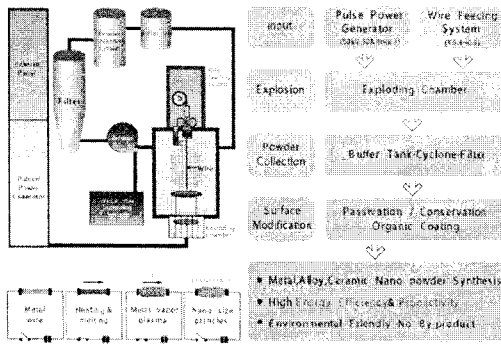 Filter
Pulsed
Power
Generator
Wire
Metal
wire
Heating &
melting
Metal vapor
plasma
Nano size
particles
Input
Pulse Power
Generator
Wire Feeding
System
Explosion
Exploding Chamber
Powder
Collection
Buffer Tank-Cyclone-Filter
Surface
Modification
Passivation / Conservation
Organic Coating
• Metal,Alloy,Ceramic Nano powder Synthesis
• High Energy Efficiency& Productivity
• Environmental Friendly No By product